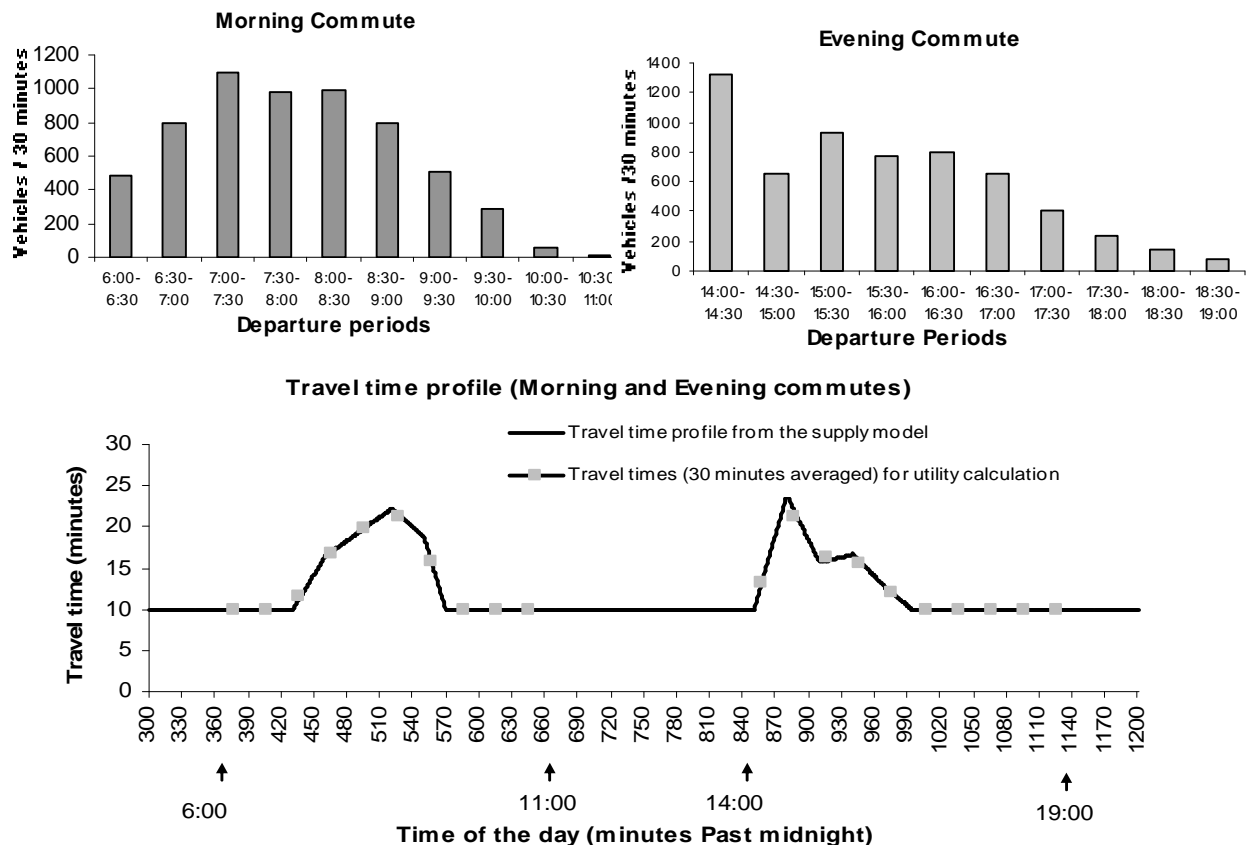 Morning Commute
Vehicles / 30 minutes
1200
1000
800
600
400
200
0
6:00- 6:30- 7:00- 7:30- 8:00- 8:30- 9:00- 9:30- 10:00- 10:30-
6:30 7:00 7:30 8:00 8:30 9:00 9:30 10:00 10:30 11:00
Departure periods
Evening Commute
Vehicles /30 minutes
1400
1200
1000
800
600
400
200
0
14:00- 14:30- 15:00- 15:30- 16:00- 16:30- 17:00- 17:30- 18:00- 18:30-
14:30 15:00 15:30 16:00 16:30 17:00 17:30 18:00 18:30 19:00
Departure Periods
Travel time profile (Morning and Evening commutes)
Travel time profile from the supply model
Travel times (30 minutes averaged) for utility calculation
Travel time (minutes)
30
25
20
15
10
5
0
300 330 360 390 420 450 480 510 540 570 600 630 660 690 720 750 780 810 840 870 900 930 960 990 1020 1050 1080 1110 1140 1170 1200
6:00 11:00 14:00 19:00
Time of the day (minutes Past midnight)